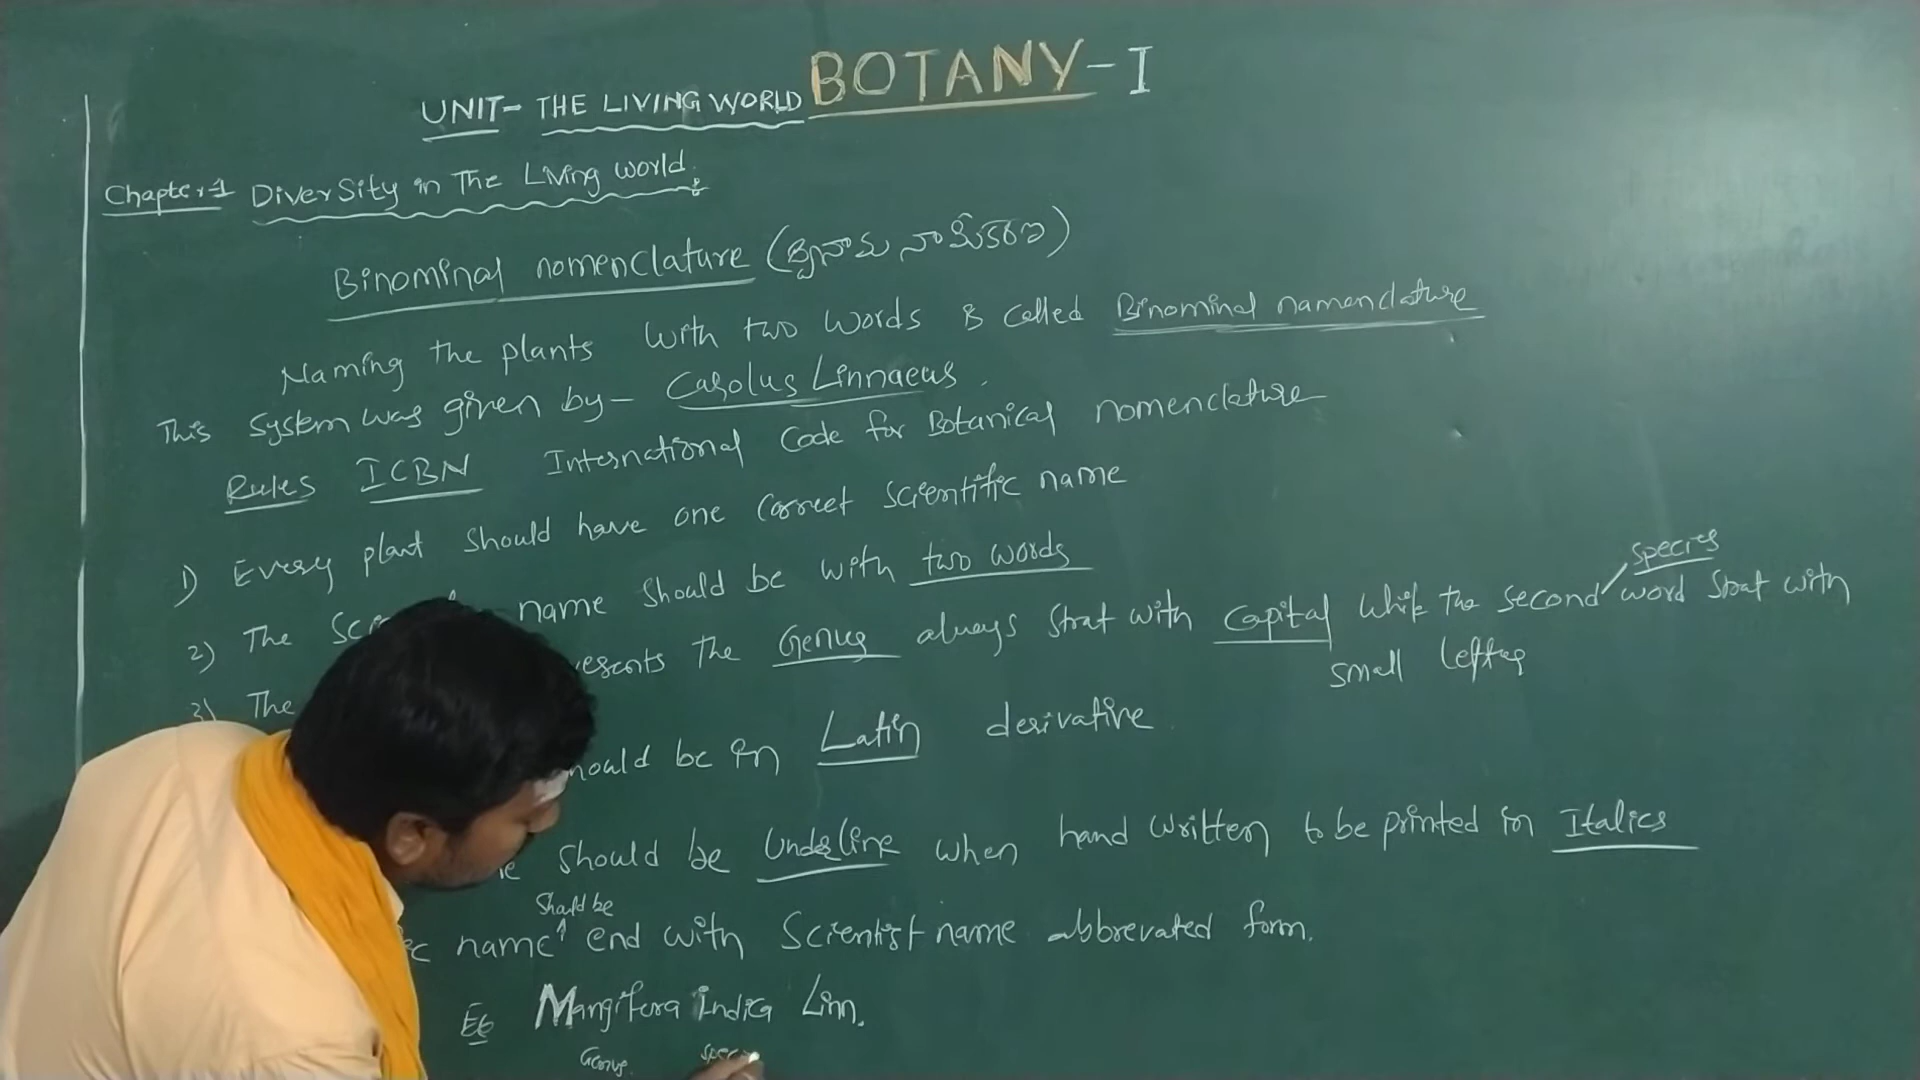 BOTANY-I
UNIT- THE LIVING WORLD
Chapter-1 Diversity in The Living world.
Binominal nomenclature (ద్వినామ నామీకరణ)
Naming the plants with two words is called Binominal namenclature
This System was given by- Carolus Linnaeus.
Rules ICBN International Code for Botanical nomenclature
1) Every plant should have one correct scientific name
2) The name should be with two words
species
3) The the Genus always strat with capital while the second word strat with
small letters
be in Latin derivative
should be Underline when hand written to be printed in Italics
should be
name end with Scientist name abbrevated form.
Eg Mangifera indica Linn.
Genus